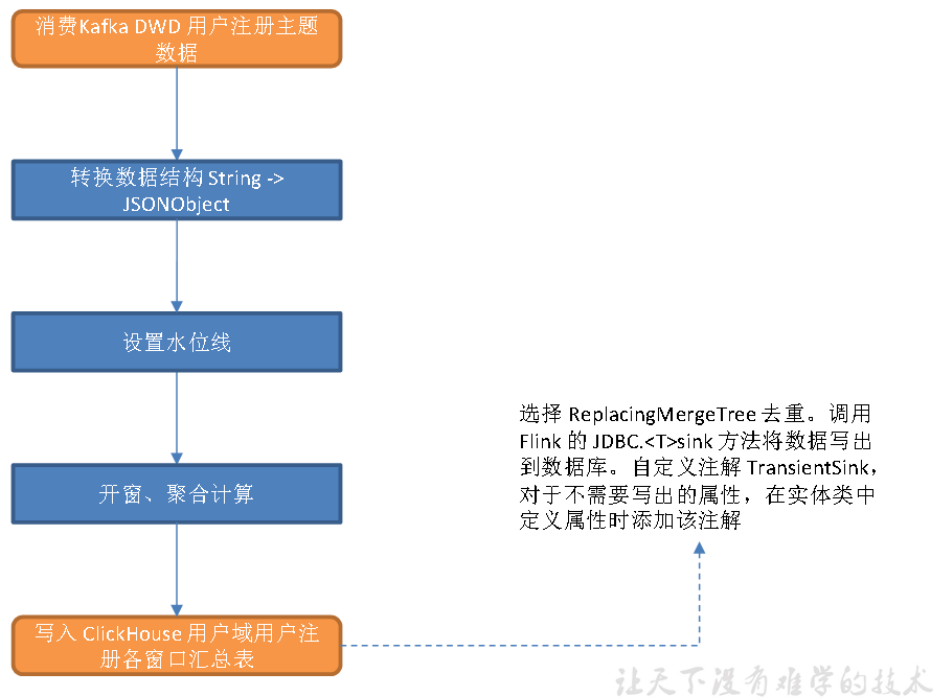 消费Kafka DWD 用户注册主题
数据
转换数据结构 String ->
JSONObject
设置水位线
开窗、聚合计算
写入 ClickHouse 用户域用户注
册各窗口汇总表
选择 ReplacingMergeTree 去重。调用
Flink 的 JDBC.<T>sink 方法将数据写出
到数据库。自定义注解 TransientSink，
对于不需要写出的属性，在实体类中
定义属性时添加该注解
让天下没有难学的技术